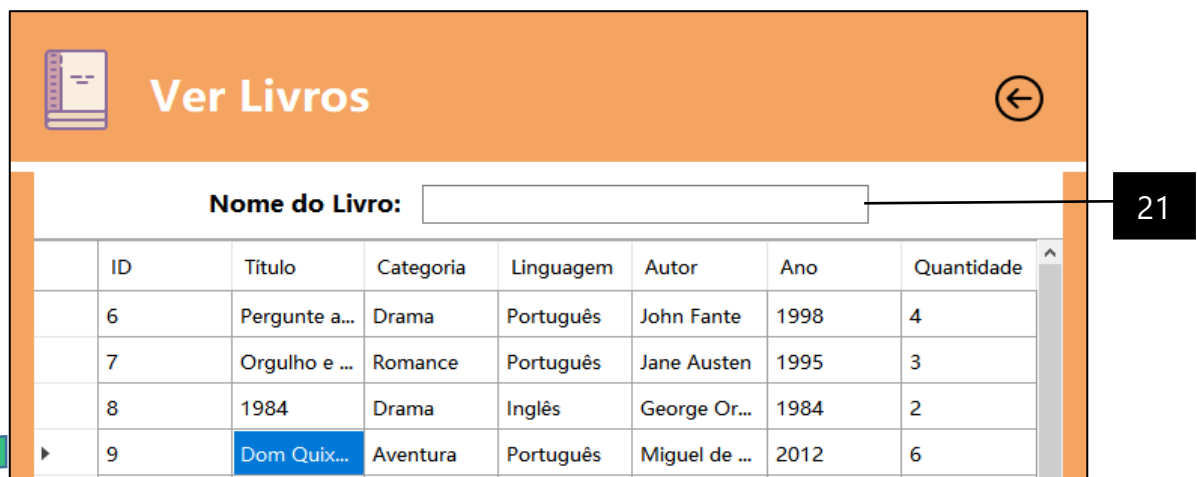 Ver Livros
Nome do Livro:
21
ID Título Categoria Linguagem Autor Ano Quantidade
6 Pergunte a... Drama Português John Fante 1998 4
7 Orgulho e ... Romance Português Jane Austen 1995 3
8 1984 Drama Inglês George Or... 1984 2
9 Dom Quix... Aventura Português Miguel de ... 2012 6